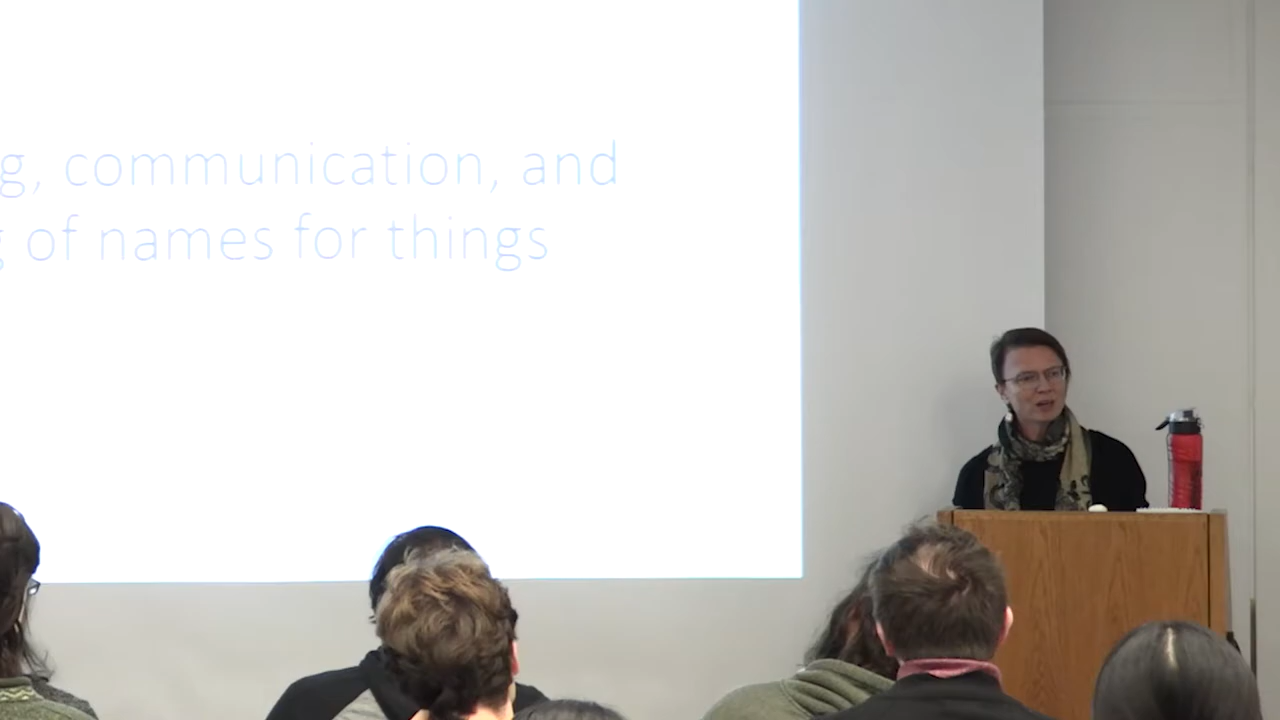 g, communication, and
g of names for things